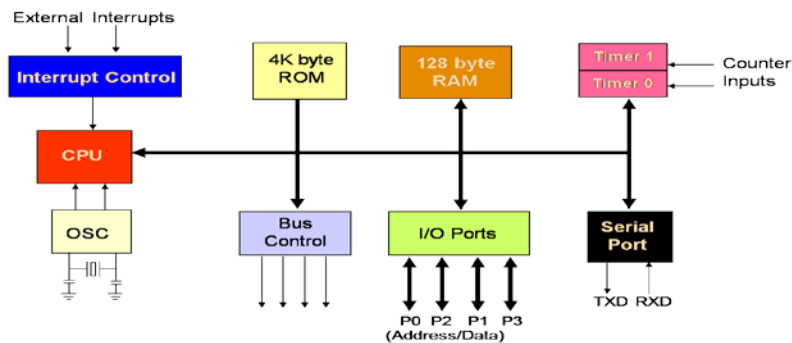 External Interrupts
Interrupt Control
4K byte
ROM
128 byte
RAM
Timer 1
Timer 0
Counter
Inputs
CPU
OSC
Bus
Control
I/O Ports
Serial
Port
TXD RXD
P0 P2 P1 P3
(Address/Data)